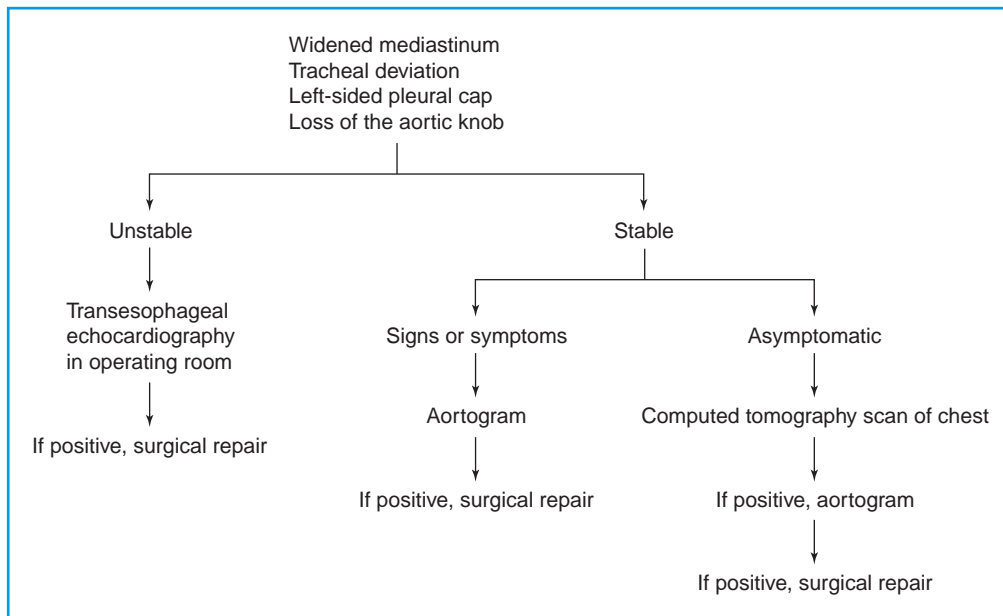 Widened mediastinum
Tracheal deviation
Left-sided pleural cap
Loss of the aortic knob
Unstable
Stable
Transesophageal
echocardiography
in operating room
Signs or symptoms
Asymptomatic
If positive, surgical repair
Aortogram
Computed tomography scan of chest
If positive, surgical repair
If positive, aortogram
If positive, surgical repair